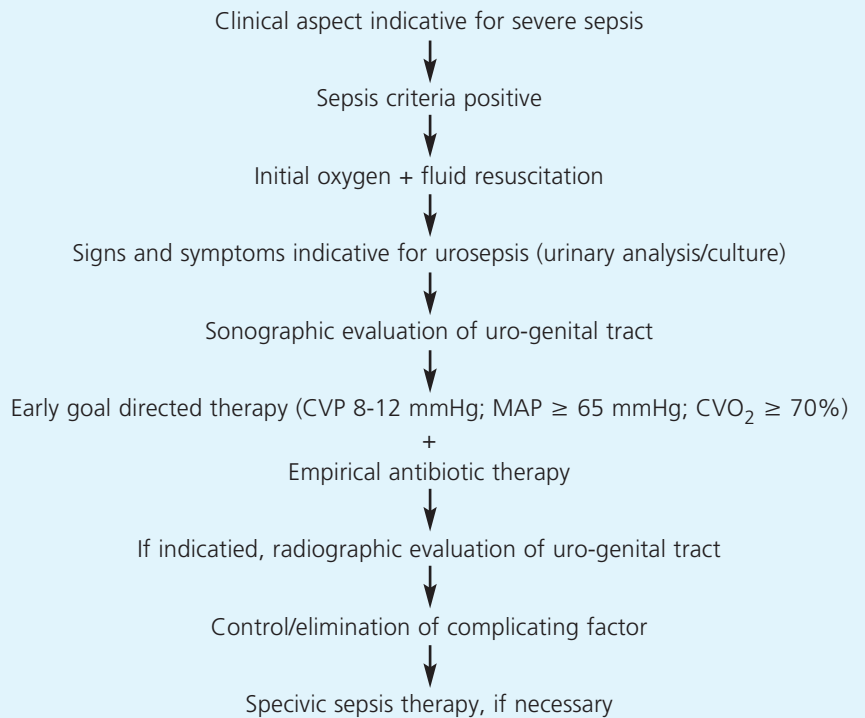 Clinical aspect indicative for severe sepsis
Sepsis criteria positive
Initial oxygen + fluid resuscitation
Signs and symptoms indicative for urosepsis (urinary analysis/culture)
Sonographic evaluation of uro-genital tract
Early goal directed therapy (CVP 8-12 mmHg; MAP ≥ 65 mmHg; CVO₂ ≥ 70%)
+
Empirical antibiotic therapy
If indicatied, radiographic evaluation of uro-genital tract
Control/elimination of complicating factor
Specivic sepsis therapy, if necessary